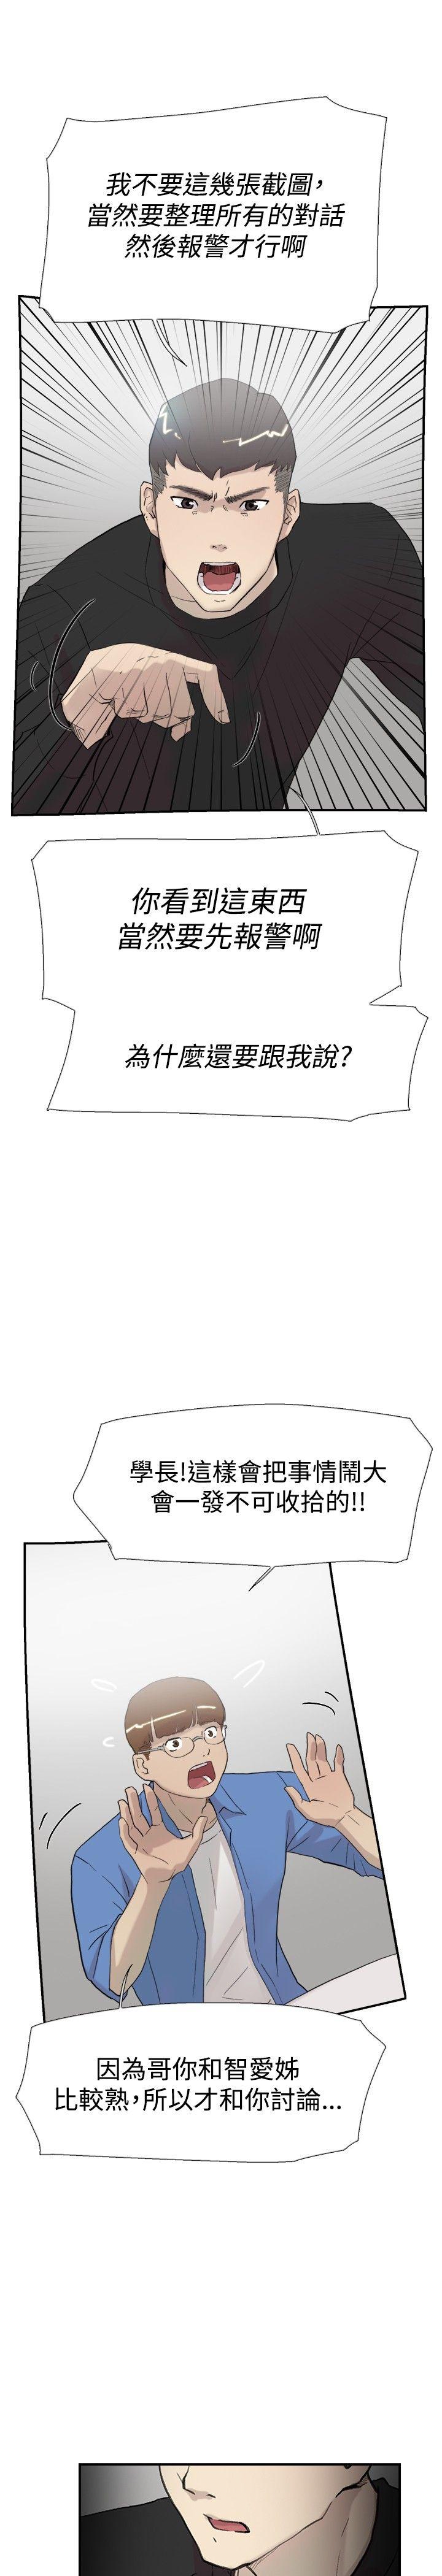 我不要這幾張截圖，
當然要整理所有的對話
然後報警才行啊
你看到這東西
當然要先報警啊
為什麼還要跟我說?
學長!這樣會把事情鬧大
會一發不可收拾的!!
因為哥你和智愛姊
比較熟，所以才和你討論...